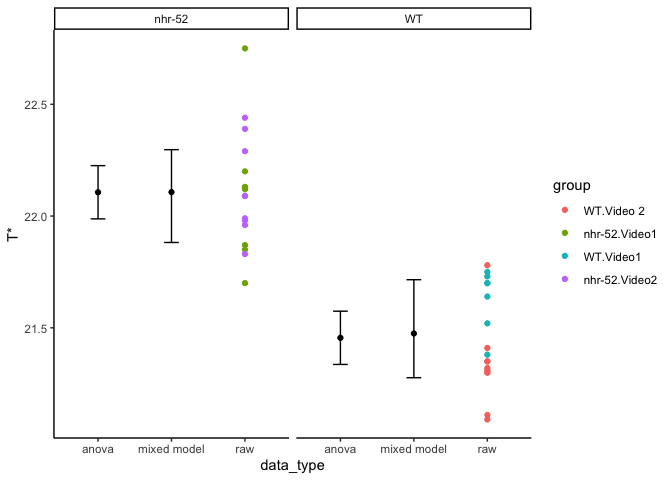 nhr-52
WT
22.5
22.0
21.5
T*
anova
mixed model
raw
anova
mixed model
raw
data_type
group
WT.Video 2
nhr-52.Video1
WT.Video1
nhr-52.Video2